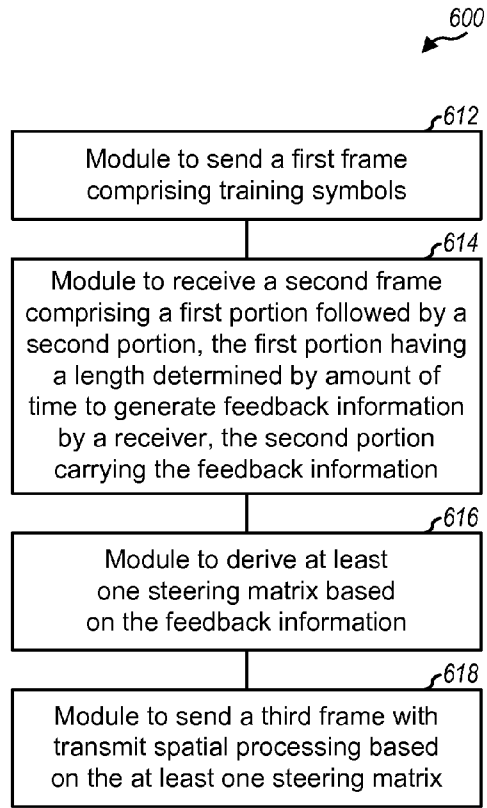 600
612
Module to send a first frame
comprising training symbols
614
Module to receive a second frame
comprising a first portion followed by a
second portion, the first portion having
a length determined by amount of
time to generate feedback information
by a receiver, the second portion
carrying the feedback information
616
Module to derive at least
one steering matrix based
on the feedback information
618
Module to send a third frame with
transmit spatial processing based
on the at least one steering matrix